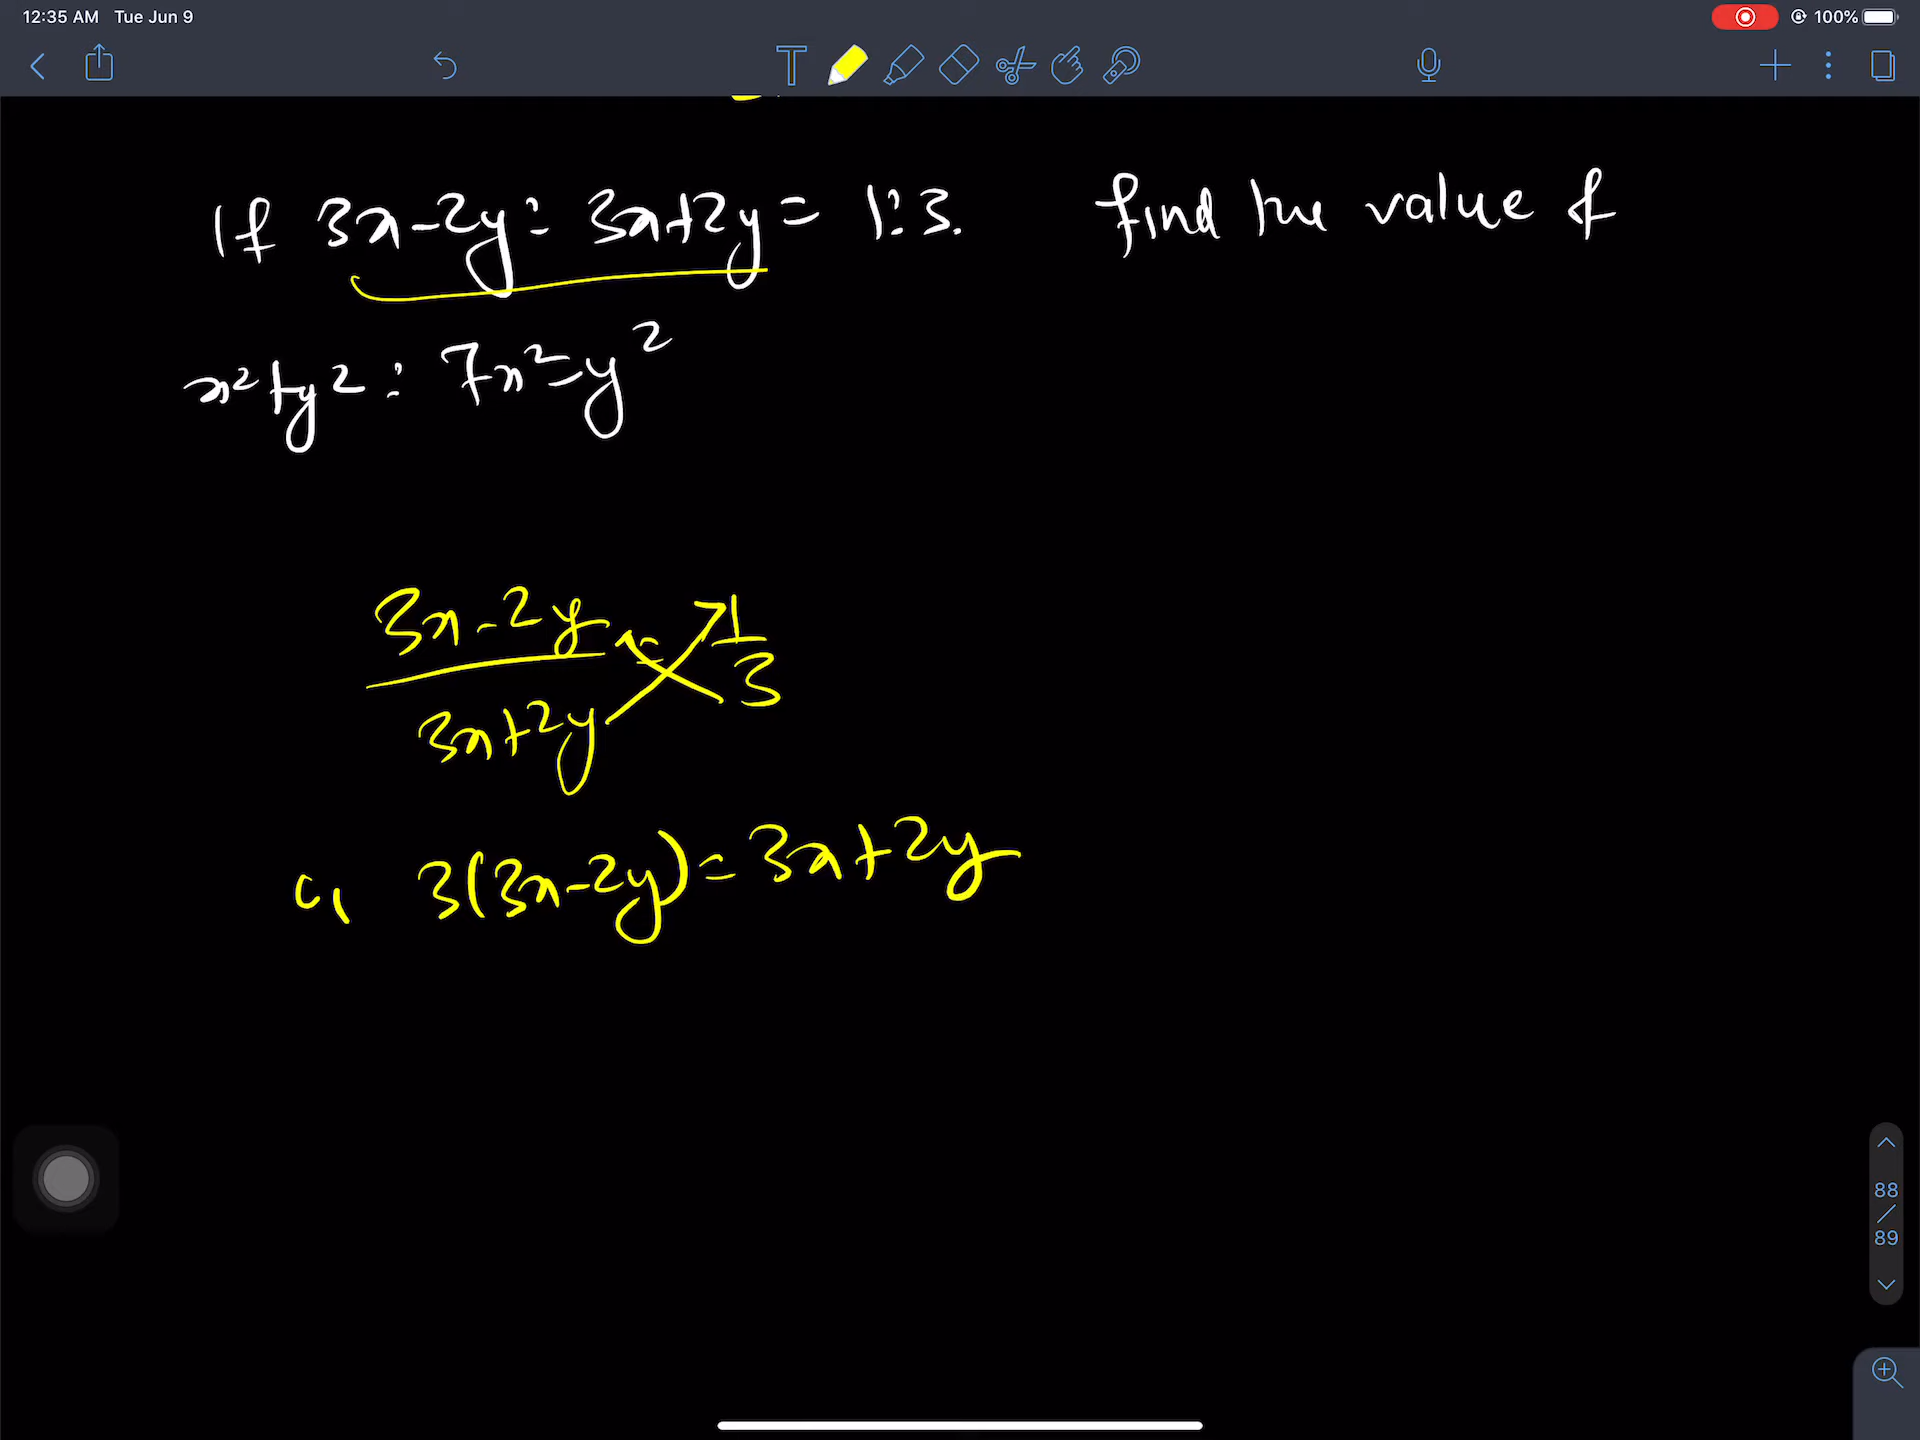 12:35 AM Tue Jun 9
100%
T
If 3x-2y : 3x+2y = 1:3. find the value of
x²+y² : 7x²-y²
3x-2y = 1
3x+2y 3
3(3x-2y) = 3x+2y
88
/
89